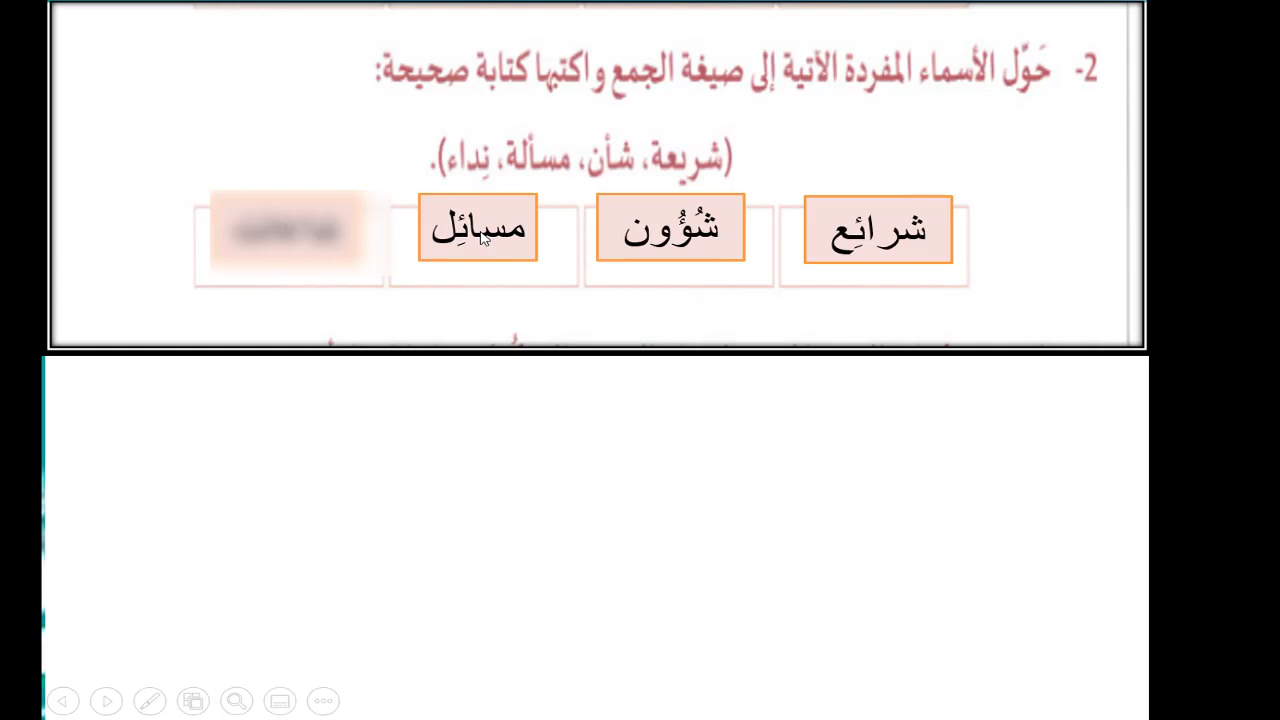 2- حَوِّل الأسماء المفردة الآتية إلى صيغة الجمع واكتبها كتابة صحيحة:
(شريعة، شأن، مسألة، نِداء).
شرائِع شُؤُون مسائِل